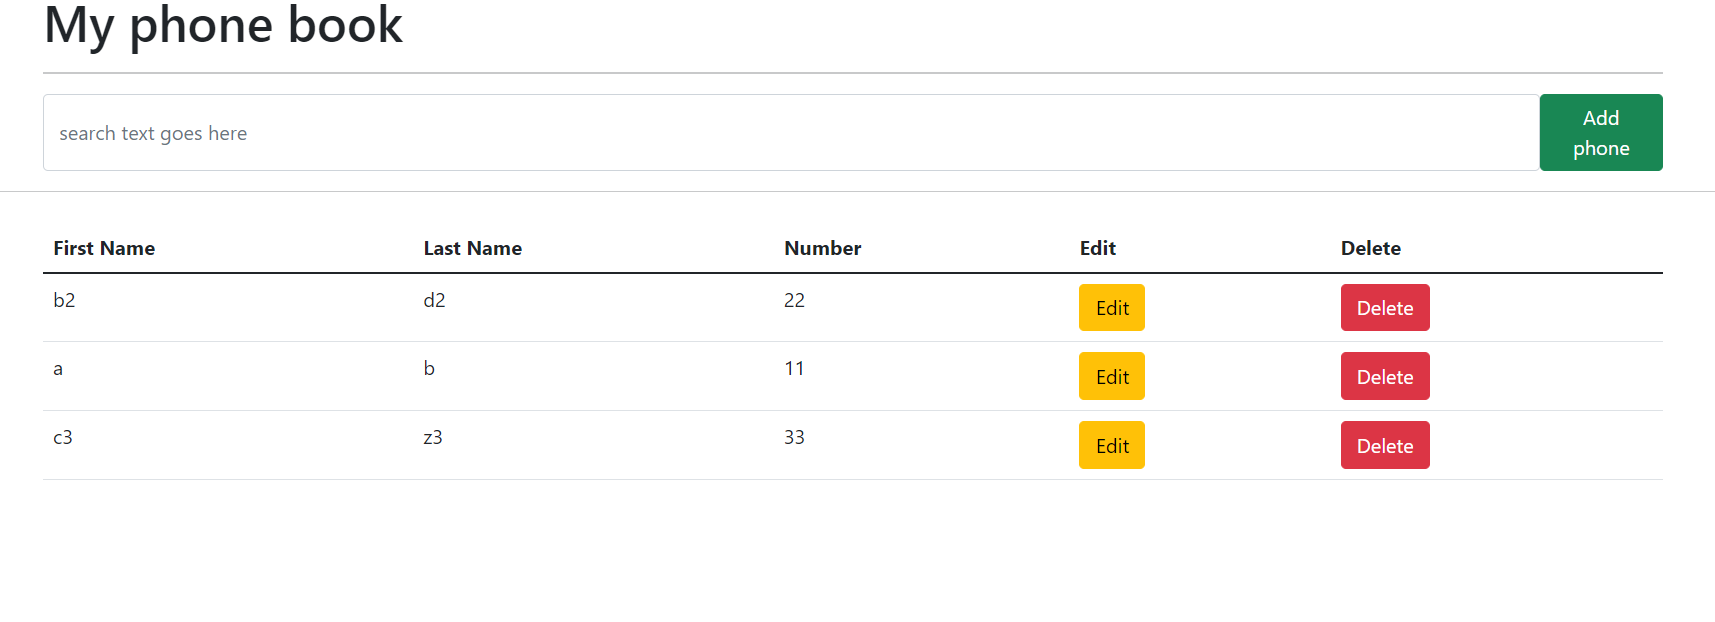 My phone book
search text goes here
Add
phone
First Name Last Name Number Edit Delete
b2 d2 22 Edit Delete
a b 11 Edit Delete
c3 z3 33 Edit Delete